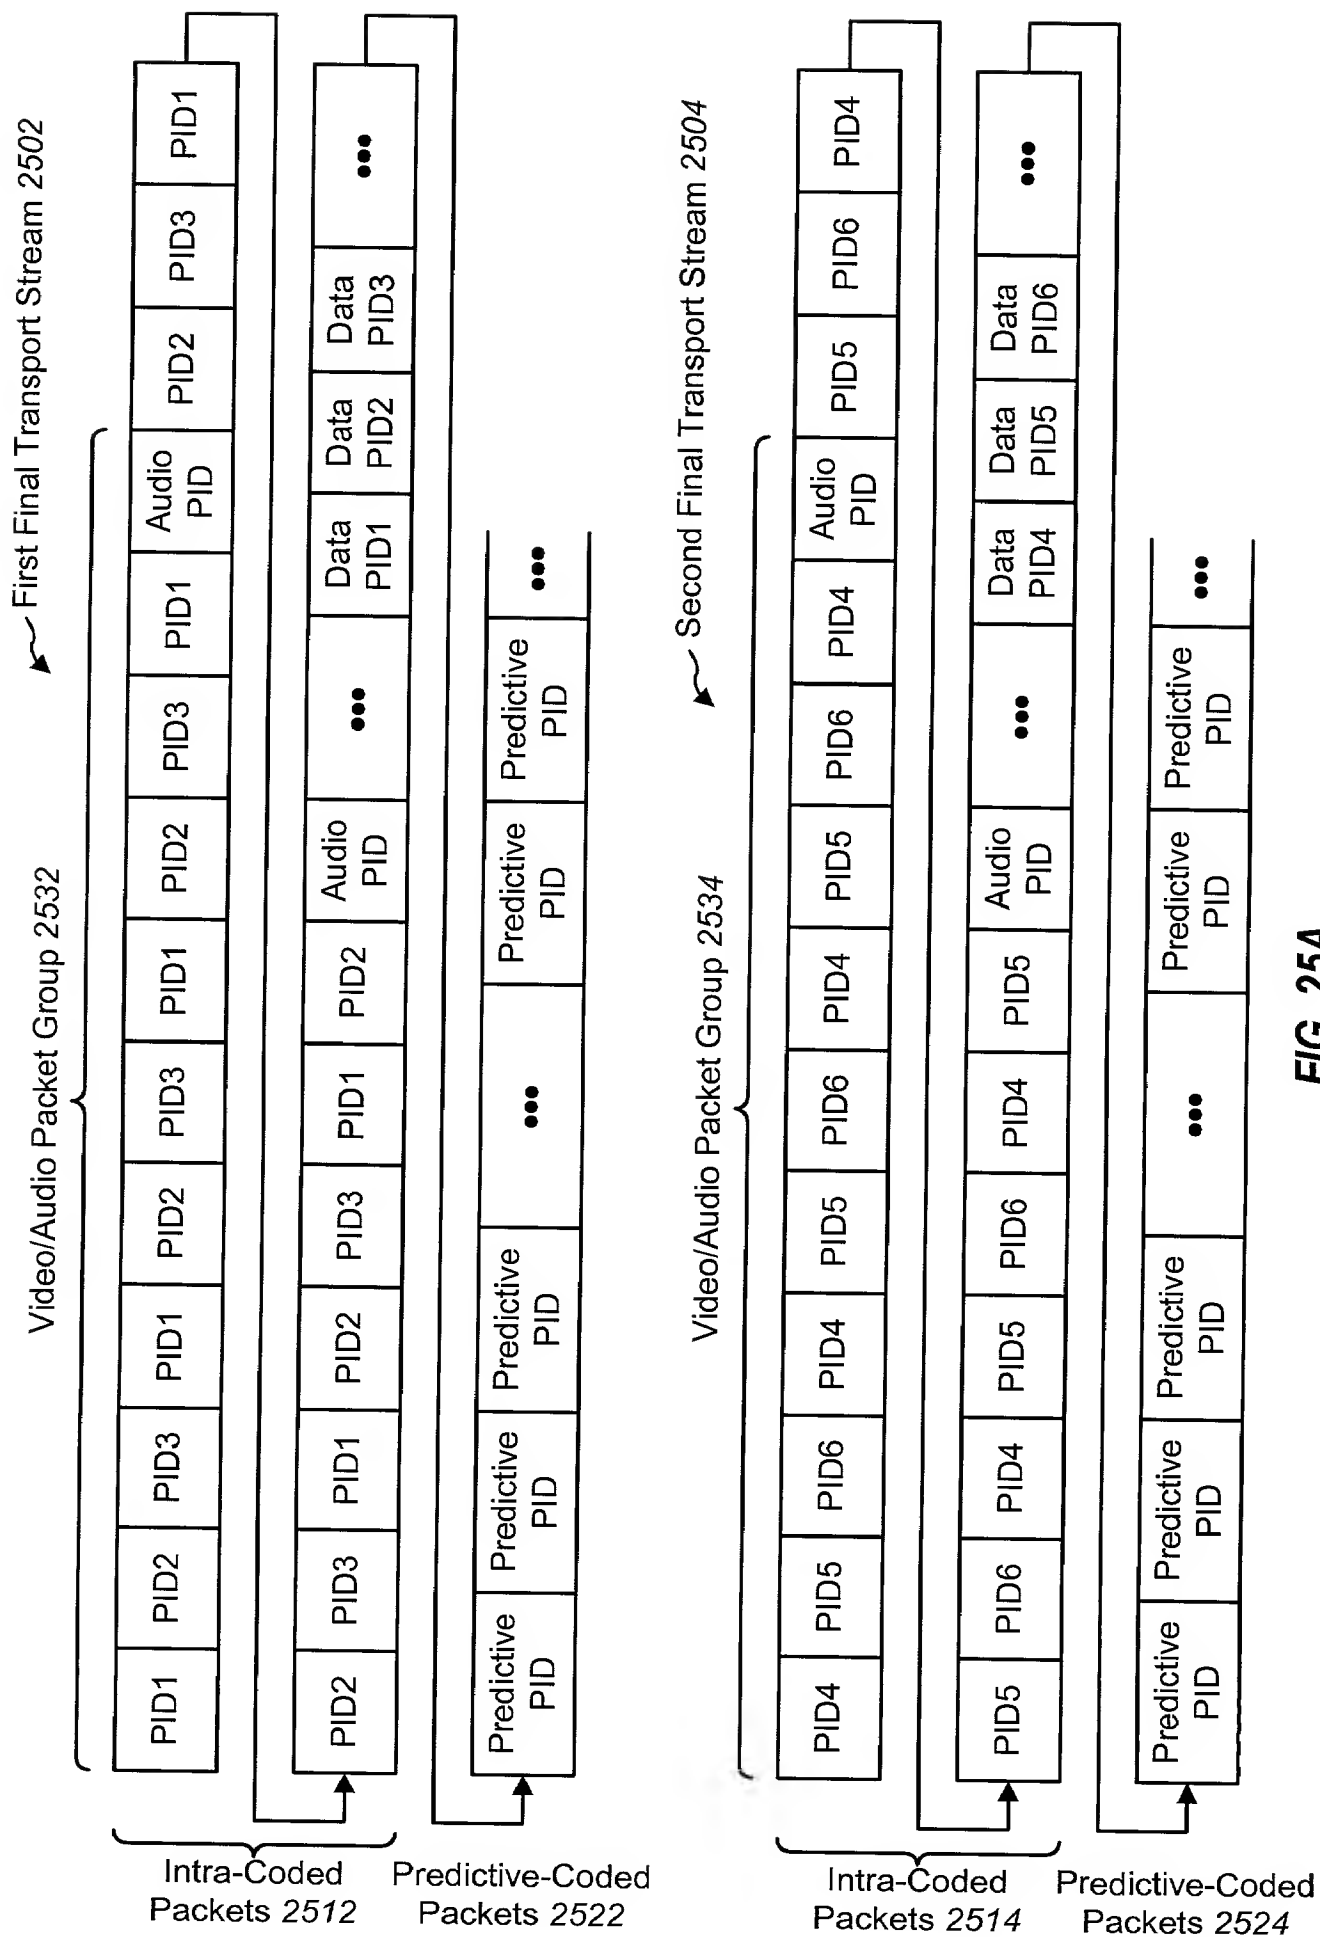 First Final Transport Stream 2502
Video/Audio Packet Group 2532
PID1
PID2
PID3
PID1
PID2
PID3
PID1
PID2
PID3
PID1
Audio
PID
PID2
PID3
PID1
PID2
PID3
PID1
PID2
PID3
PID1
PID2
Audio
PID
•••
Data
PID1
Data
PID2
Data
PID3
•••
Predictive
PID
Predictive
PID
Predictive
PID
•••
Predictive
PID
Predictive
PID
•••
Intra-Coded
Packets 2512
Predictive-Coded
Packets 2522
Second Final Transport Stream 2504
Video/Audio Packet Group 2534
PID4
PID5
PID6
PID4
PID5
PID6
PID4
PID5
PID6
PID4
Audio
PID
PID5
PID6
PID4
PID5
PID6
PID4
PID5
PID6
PID4
PID5
Audio
PID
•••
Data
PID4
Data
PID5
Data
PID6
•••
Predictive
PID
Predictive
PID
Predictive
PID
•••
Predictive
PID
Predictive
PID
•••
Intra-Coded
Packets 2514
Predictive-Coded
Packets 2524
FIG. 25A